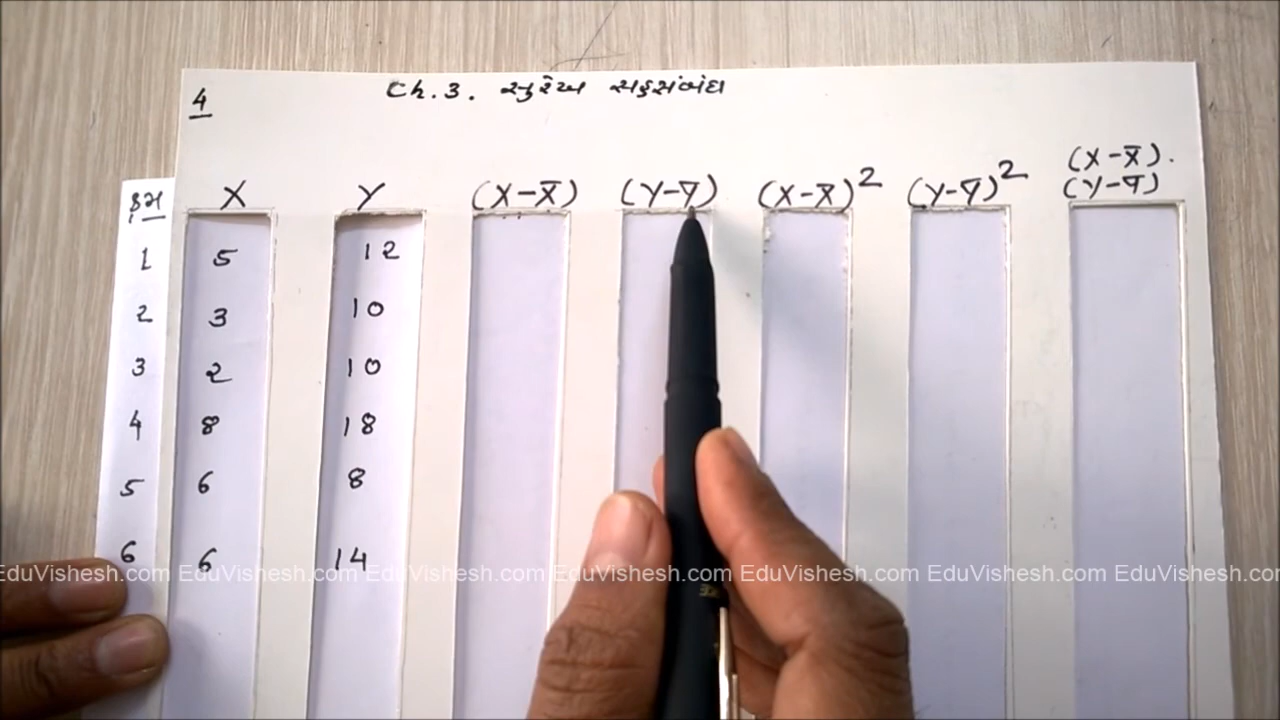 4
Ch.3. સુરેખ સહસંબંધ
(X-X̄).
ક્રમ X Y (X-X̄) (Y-Ȳ) (X-X̄)² (Y-Ȳ)² (Y-Ȳ)
1 5 12
2 3 10
3 2 10
4 8 18
5 6 8
6 6 14
EduVishesh.com EduVishesh.com EduVishesh.com EduVishesh.com EduVishesh.com EduVishesh.com EduVishesh.com